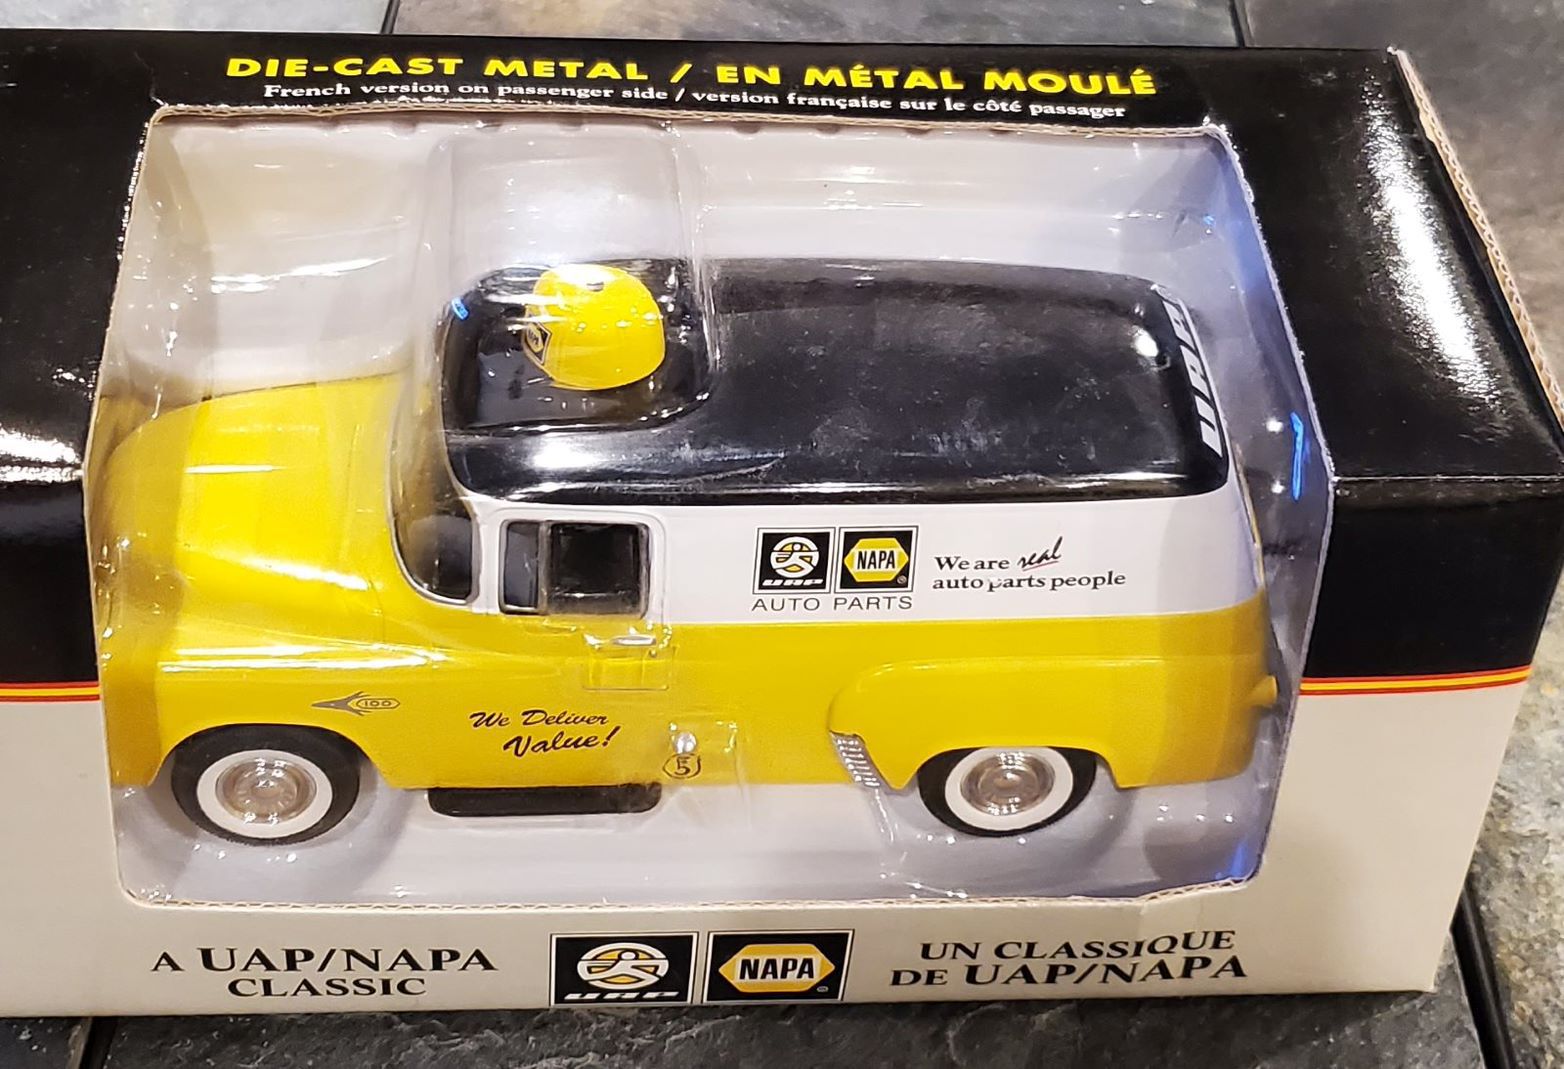 DIE-CAST METAL / EN MÉTAL MOULÉ
French version on passenger side / version française sur le côté passager
UAP
UAP
NAPA
AUTO PARTS
We are real
auto parts people
100
We Deliver
Value!
5
A UAP/NAPA
CLASSIC
UAP
NAPA
UN CLASSIQUE
DE UAP/NAPA